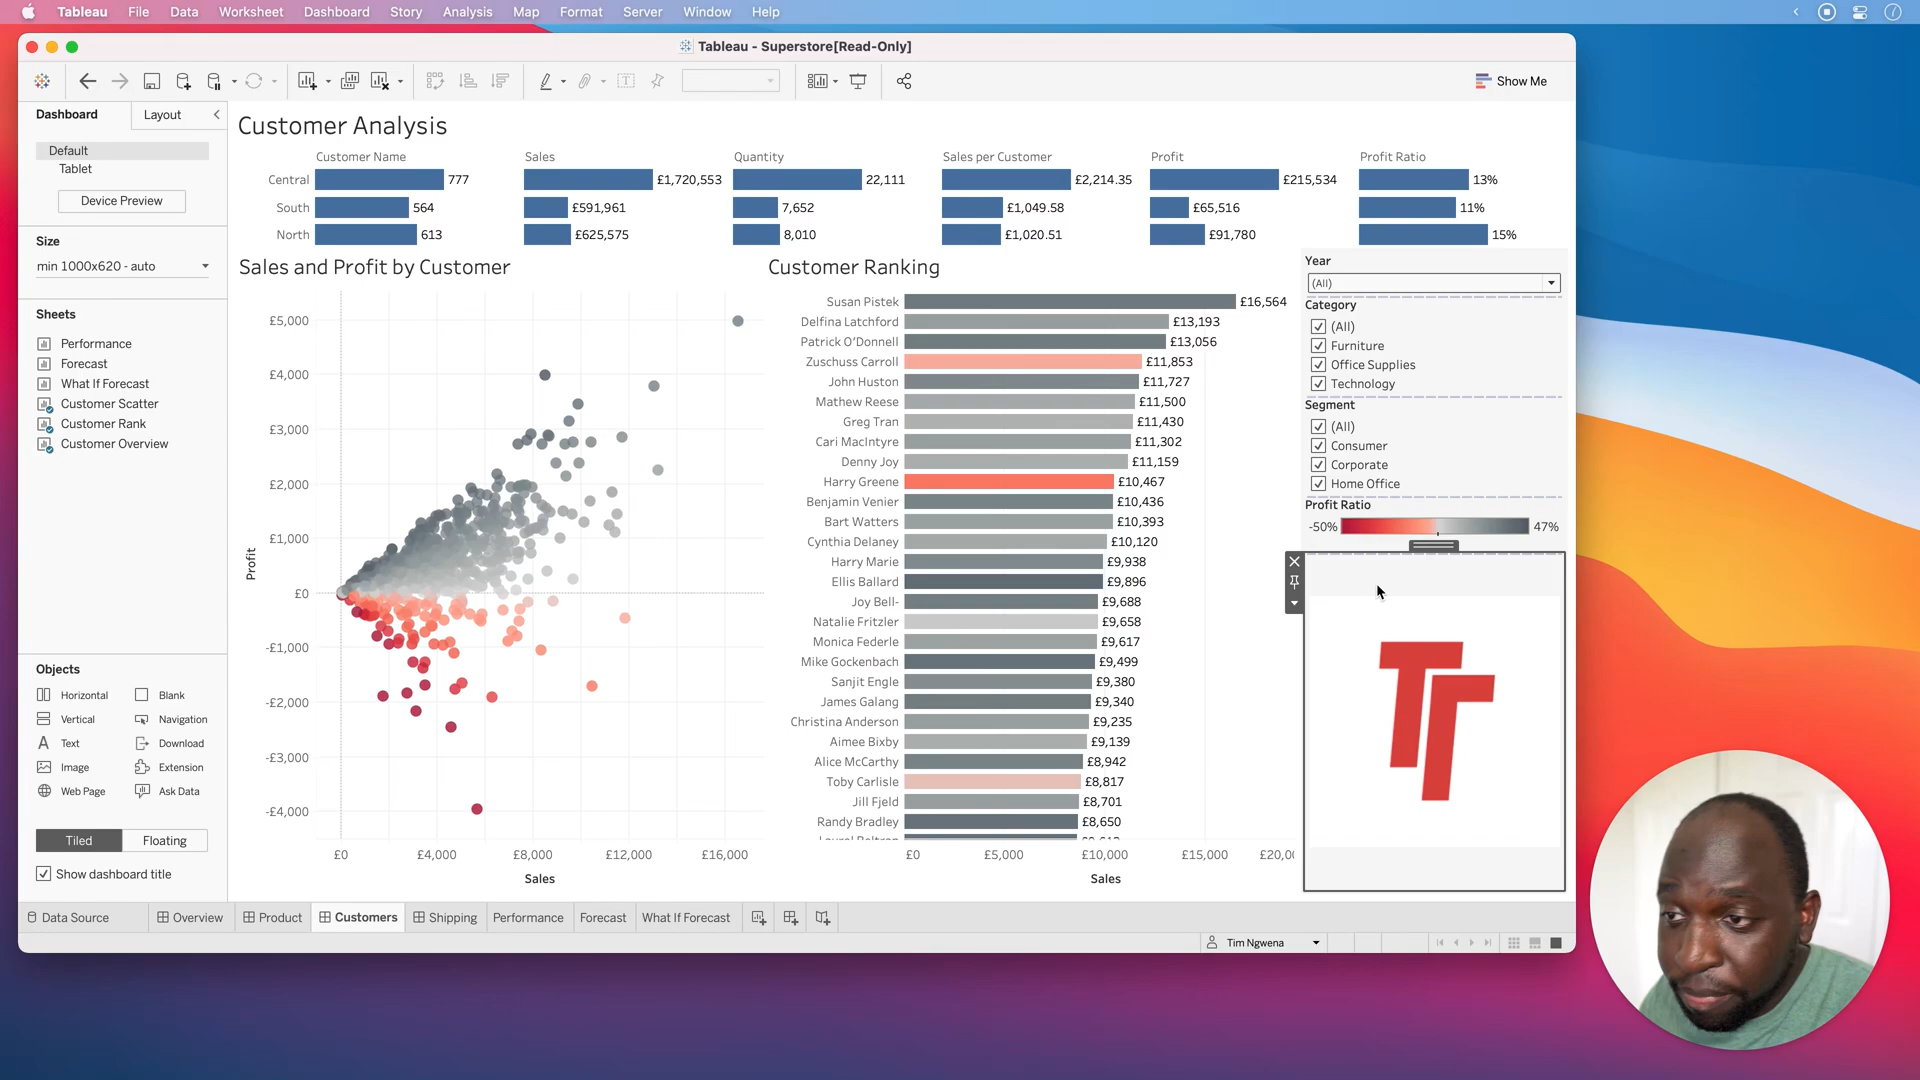 Tableau File Data Worksheet Dashboard Story Analysis Map Format Server Window Help
Tableau - Superstore[Read-Only]
Show Me
Dashboard Layout
Default
Tablet
Device Preview
Size
min 1000x620 - auto
Sheets
Performance
Forecast
What If Forecast
Customer Scatter
Customer Rank
Customer Overview
Objects
Horizontal Blank
Vertical Navigation
Text Download
Image Extension
Web Page Ask Data
Tiled Floating
Show dashboard title
Customer Analysis
Customer Name Sales Quantity Sales per Customer Profit Profit Ratio
Central 777 £1,720,553 22,111 £2,214.35 £215,534 13%
South 564 £591,961 7,652 £1,049.58 £65,516 11%
North 613 £625,575 8,010 £1,020.51 £91,780 15%
Sales and Profit by Customer
£5,000
£4,000
£3,000
£2,000
£1,000
£0
-£1,000
-£2,000
-£3,000
-£4,000
Profit
£0 £4,000 £8,000 £12,000 £16,000
Sales
Customer Ranking
Susan Pistek £16,564
Delfina Latchford £13,193
Patrick O'Donnell £13,056
Zuschuss Carroll £11,853
John Huston £11,727
Mathew Reese £11,500
Greg Tran £11,430
Cari MacIntyre £11,302
Denny Joy £11,159
Harry Greene £10,467
Benjamin Venier £10,436
Bart Watters £10,393
Cynthia Delaney £10,120
Harry Marie £9,938
Ellis Ballard £9,896
Joy Bell- £9,688
Natalie Fritzler £9,658
Monica Federle £9,617
Mike Gockenbach £9,499
Sanjit Engle £9,380
James Galang £9,340
Christina Anderson £9,235
Aimee Bixby £9,139
Alice McCarthy £8,942
Toby Carlisle £8,817
Jill Fjeld £8,701
Randy Bradley £8,650
£0 £5,000 £10,000 £15,000 £20,0
Sales
Year
(All)
Category
(All)
Furniture
Office Supplies
Technology
Segment
(All)
Consumer
Corporate
Home Office
Profit Ratio
-50% 47%
Data Source Overview Product Customers Shipping Performance Forecast What If Forecast
Tim Ngwena